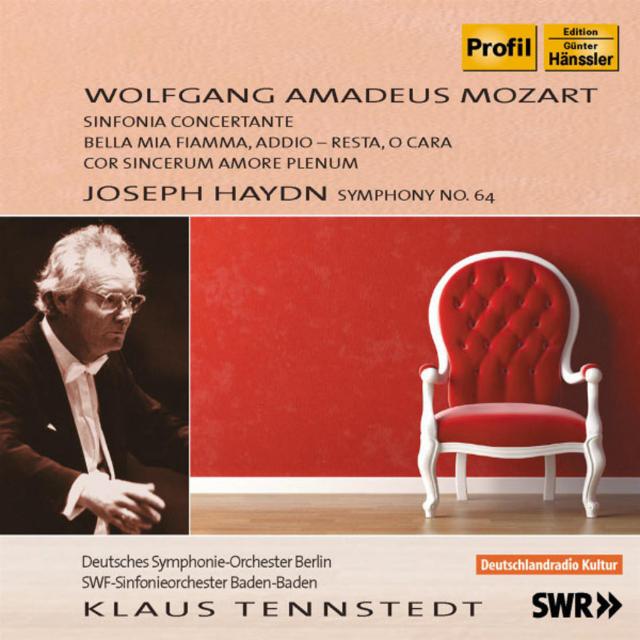 Profil
Edition
Günter
Hänssler
WOLFGANG AMADEUS MOZART
SINFONIA CONCERTANTE
BELLA MIA FIAMMA, ADDIO – RESTA, O CARA
COR SINCERUM AMORE PLENUM
JOSEPH HAYDN SYMPHONY NO. 64
Deutsches Symphonie-Orchester Berlin
SWF-Sinfonieorchester Baden-Baden
KLAUS TENNSTEDT
Deutschlandradio Kultur
SWR